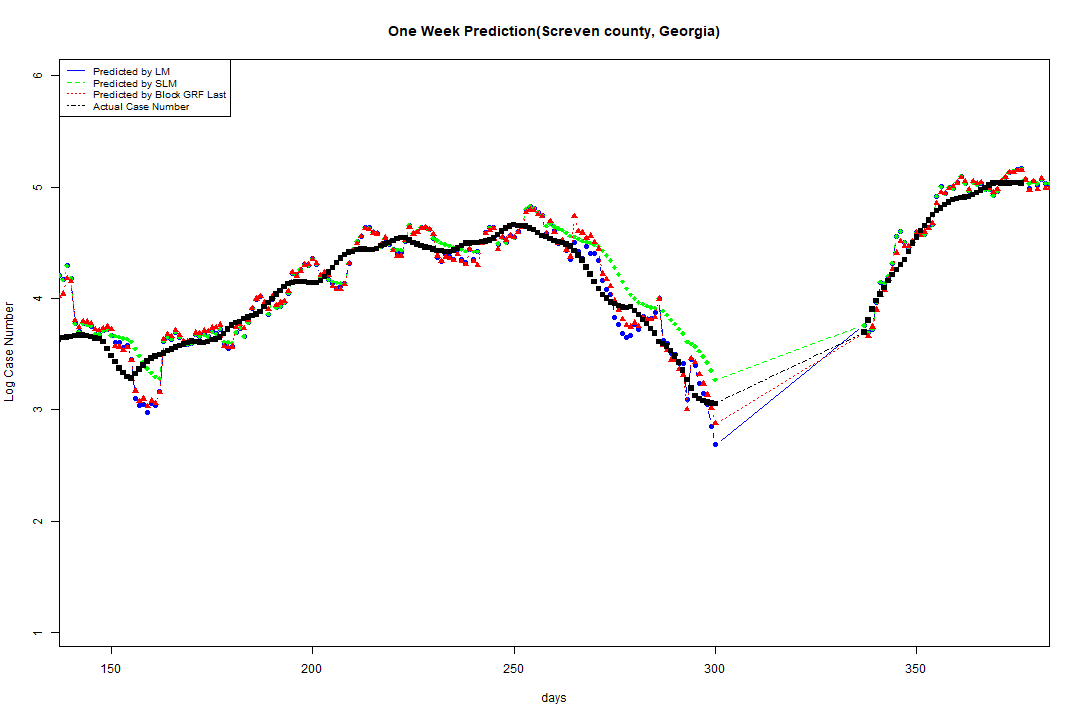 One Week Prediction(Screven county, Georgia)
Predicted by LM
Predicted by SLM
Predicted by Block GRF Last
Actual Case Number
Log Case Number
6
5
4
3
2
1
150
200
250
300
350
days